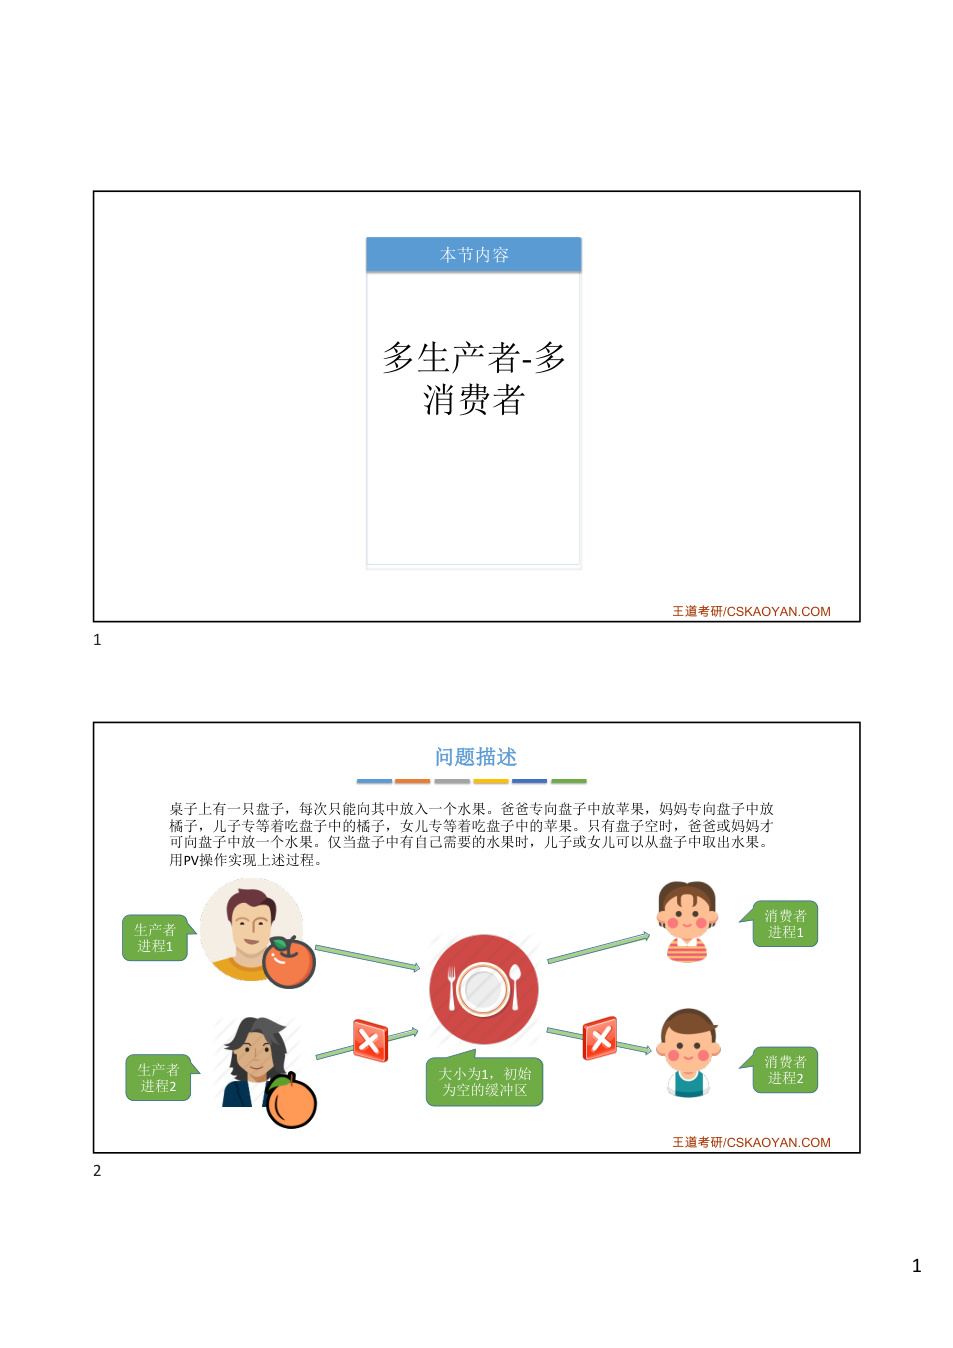 本节内容
多生产者-多
消费者
王道考研/CSKAOYAN.COM
1
问题描述
桌子上有一只盘子，每次只能向其中放入一个水果。爸爸专向盘子中放苹果，妈妈专向盘子中放
橘子，儿子专等着吃盘子中的橘子，女儿专等着吃盘子中的苹果。只有盘子空时，爸爸或妈妈才
可向盘子中放一个水果。仅当盘子中有自己需要的水果时，儿子或女儿可以从盘子中取出水果。
用PV操作实现上述过程。
生产者
进程1
消费者
进程1
生产者
进程2
大小为1，初始
为空的缓冲区
消费者
进程2
王道考研/CSKAOYAN.COM
2
1